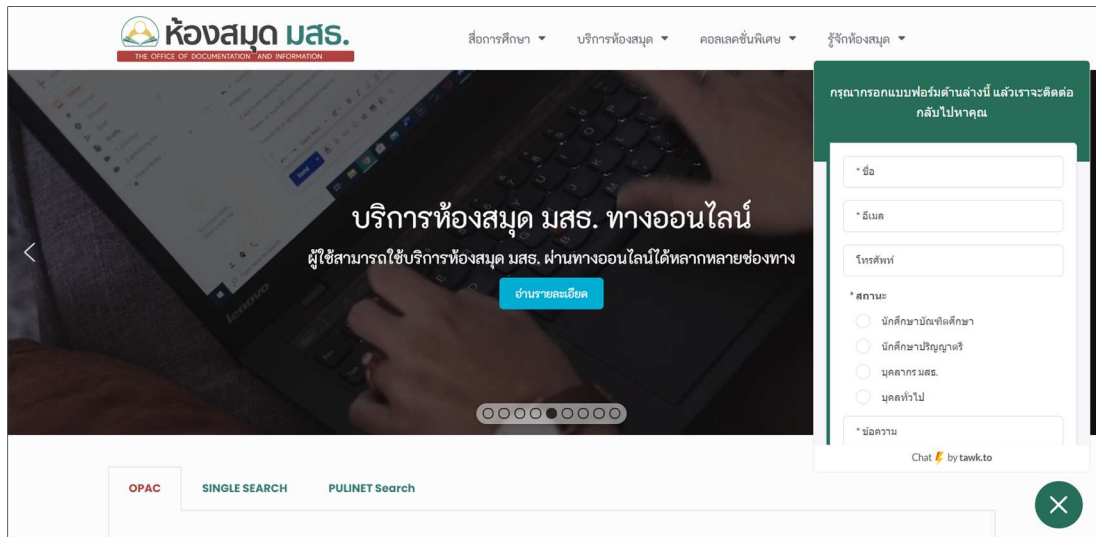 ห้องสมุด มสธ.
THE OFFICE OF DOCUMENTATION AND INFORMATION
สื่อการศึกษา
บริการห้องสมุด
คอลเลคชั่นพิเศษ
รู้จักห้องสมุด
บริการห้องสมุด มสธ. ทางออนไลน์
ผู้ใช้สามารถใช้บริการห้องสมุด มสธ. ผ่านทางออนไลน์ได้หลากหลายช่องทาง
อ่านรายละเอียด
lenovo
กรุณากรอกแบบฟอร์มด้านล่างนี้ แล้วเราจะติดต่อ
กลับไปหาคุณ
* ชื่อ
* อีเมล
โทรศัพท์
* สถานะ
นักศึกษาบัณฑิตศึกษา
นักศึกษาปริญญาตรี
บุคลากร มสธ.
บุคคลทั่วไป
* ข้อความ
Chat by tawk.to
OPAC
SINGLE SEARCH
PULINET Search